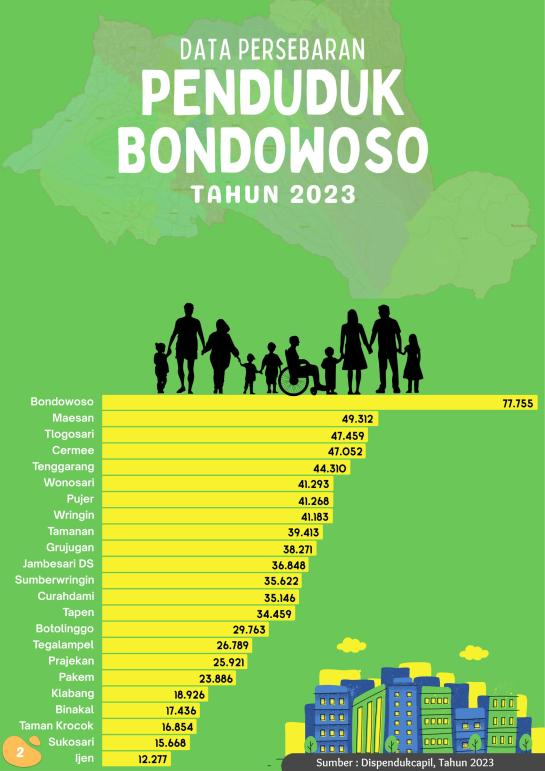 DATA PERSEBARAN
PENDUDUK
BONDOWOSO
TAHUN 2023
Bondowoso 77.755
Maesan 49.312
Tlogosari 47.459
Cermee 47.052
Tenggarang 44.310
Wonosari 41.293
Pujer 41.268
Wringin 41.183
Tamanan 39.413
Grujugan 38.271
Jambesari DS 36.848
Sumberwringin 35.622
Curahdami 35.146
Tapen 34.459
Botolinggo 29.763
Tegalampel 26.789
Prajekan 25.921
Pakem 23.886
Klabang 18.926
Binakal 17.436
Taman Krocok 16.854
Sukosari 15.668
Ijen 12.277
2
Sumber : Dispendukcapil, Tahun 2023